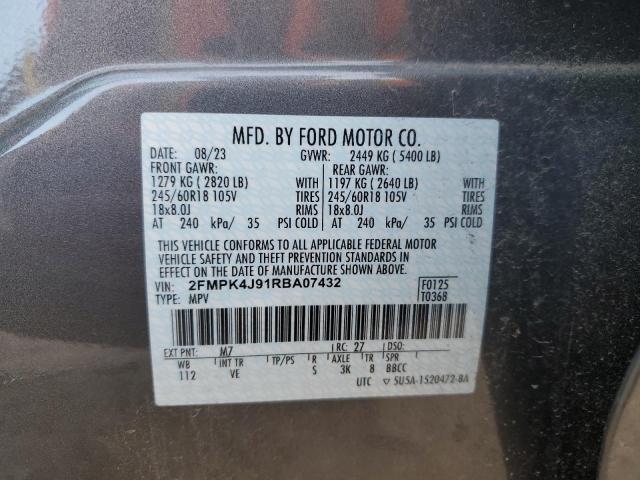 MFD. BY FORD MOTOR CO.
DATE: 08/23 GVWR: 2449 KG ( 5400 LB)
FRONT GAWR: REAR GAWR:
1279 KG ( 2820 LB) WITH 1197 KG ( 2640 LB) WITH
245/60R18 105V TIRES 245/60R18 105V TIRES
18x8.0J RIMS 18x8.0J RIMS
AT 240 kPa/ 35 PSI COLD AT 240 kPa/ 35 PSI COLD
THIS VEHICLE CONFORMS TO ALL APPLICABLE FEDERAL MOTOR
VEHICLE SAFETY AND THEFT PREVENTION STANDARDS IN
EFFECT ON THE DATE OF MANUFACTURE SHOWN ABOVE.
VIN: 2FMPK4J91RBA07432 F0125
TYPE: MPV T0368
EXT PNT: M7 RC: 27 DSO:
WB INT TR TP/PS R AXLE TR SPR
112 VE S 3K 8 BBCC
UTC ▽ 5U5A-1520472-BA